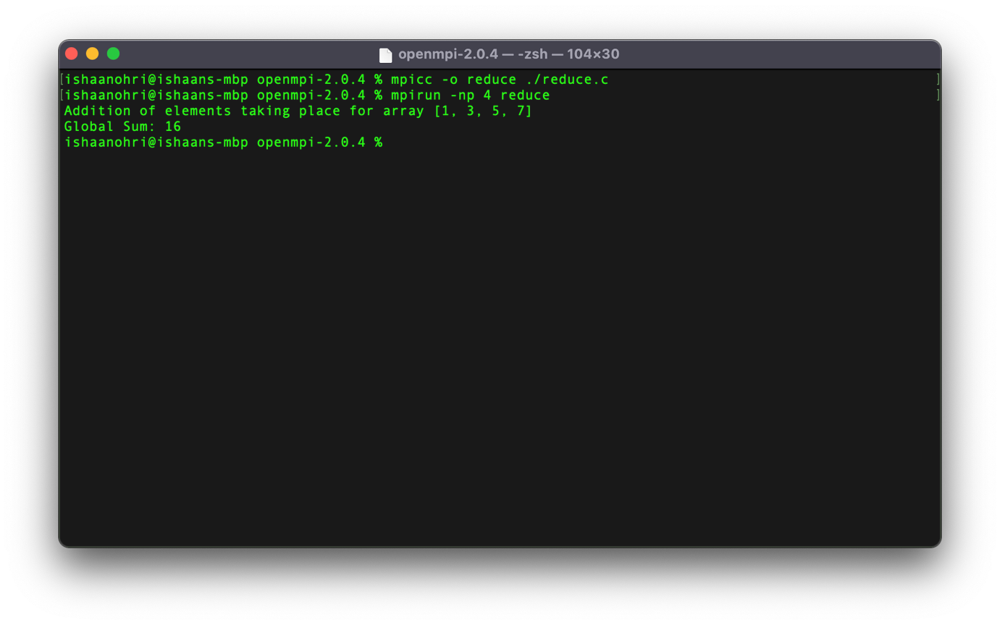 openmpi-2.0.4 — -zsh — 104×30
[ishaanohri@ishaans-mbp openmpi-2.0.4 % mpicc -o reduce ./reduce.c ]
[ishaanohri@ishaans-mbp openmpi-2.0.4 % mpirun -np 4 reduce ]
Addition of elements taking place for array [1, 3, 5, 7]
Global Sum: 16
ishaanohri@ishaans-mbp openmpi-2.0.4 %